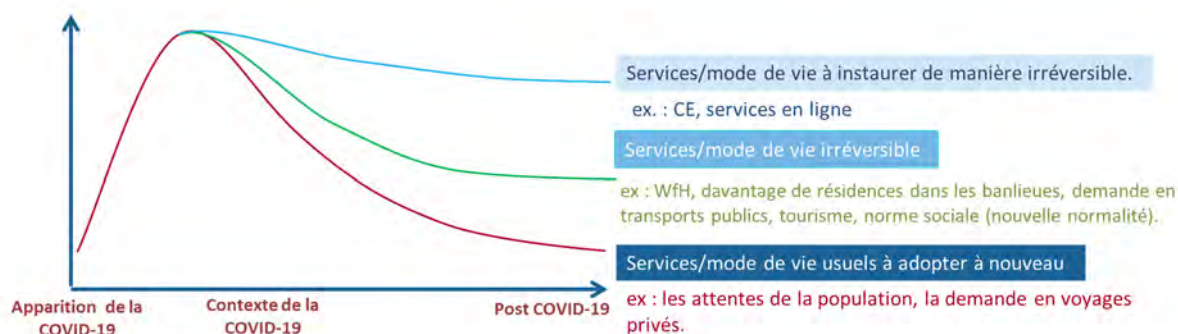 Services/mode de vie à instaurer de manière irréversible.
ex. : CE, services en ligne
Services/mode de vie irréversible
ex : WfH, davantage de résidences dans les banlieues, demande en
transports publics, tourisme, norme sociale (nouvelle normalité).
Services/mode de vie usuels à adopter à nouveau
ex : les attentes de la population, la demande en voyages
privés.
Apparition de la
COVID-19
Contexte de la
COVID-19
Post COVID-19